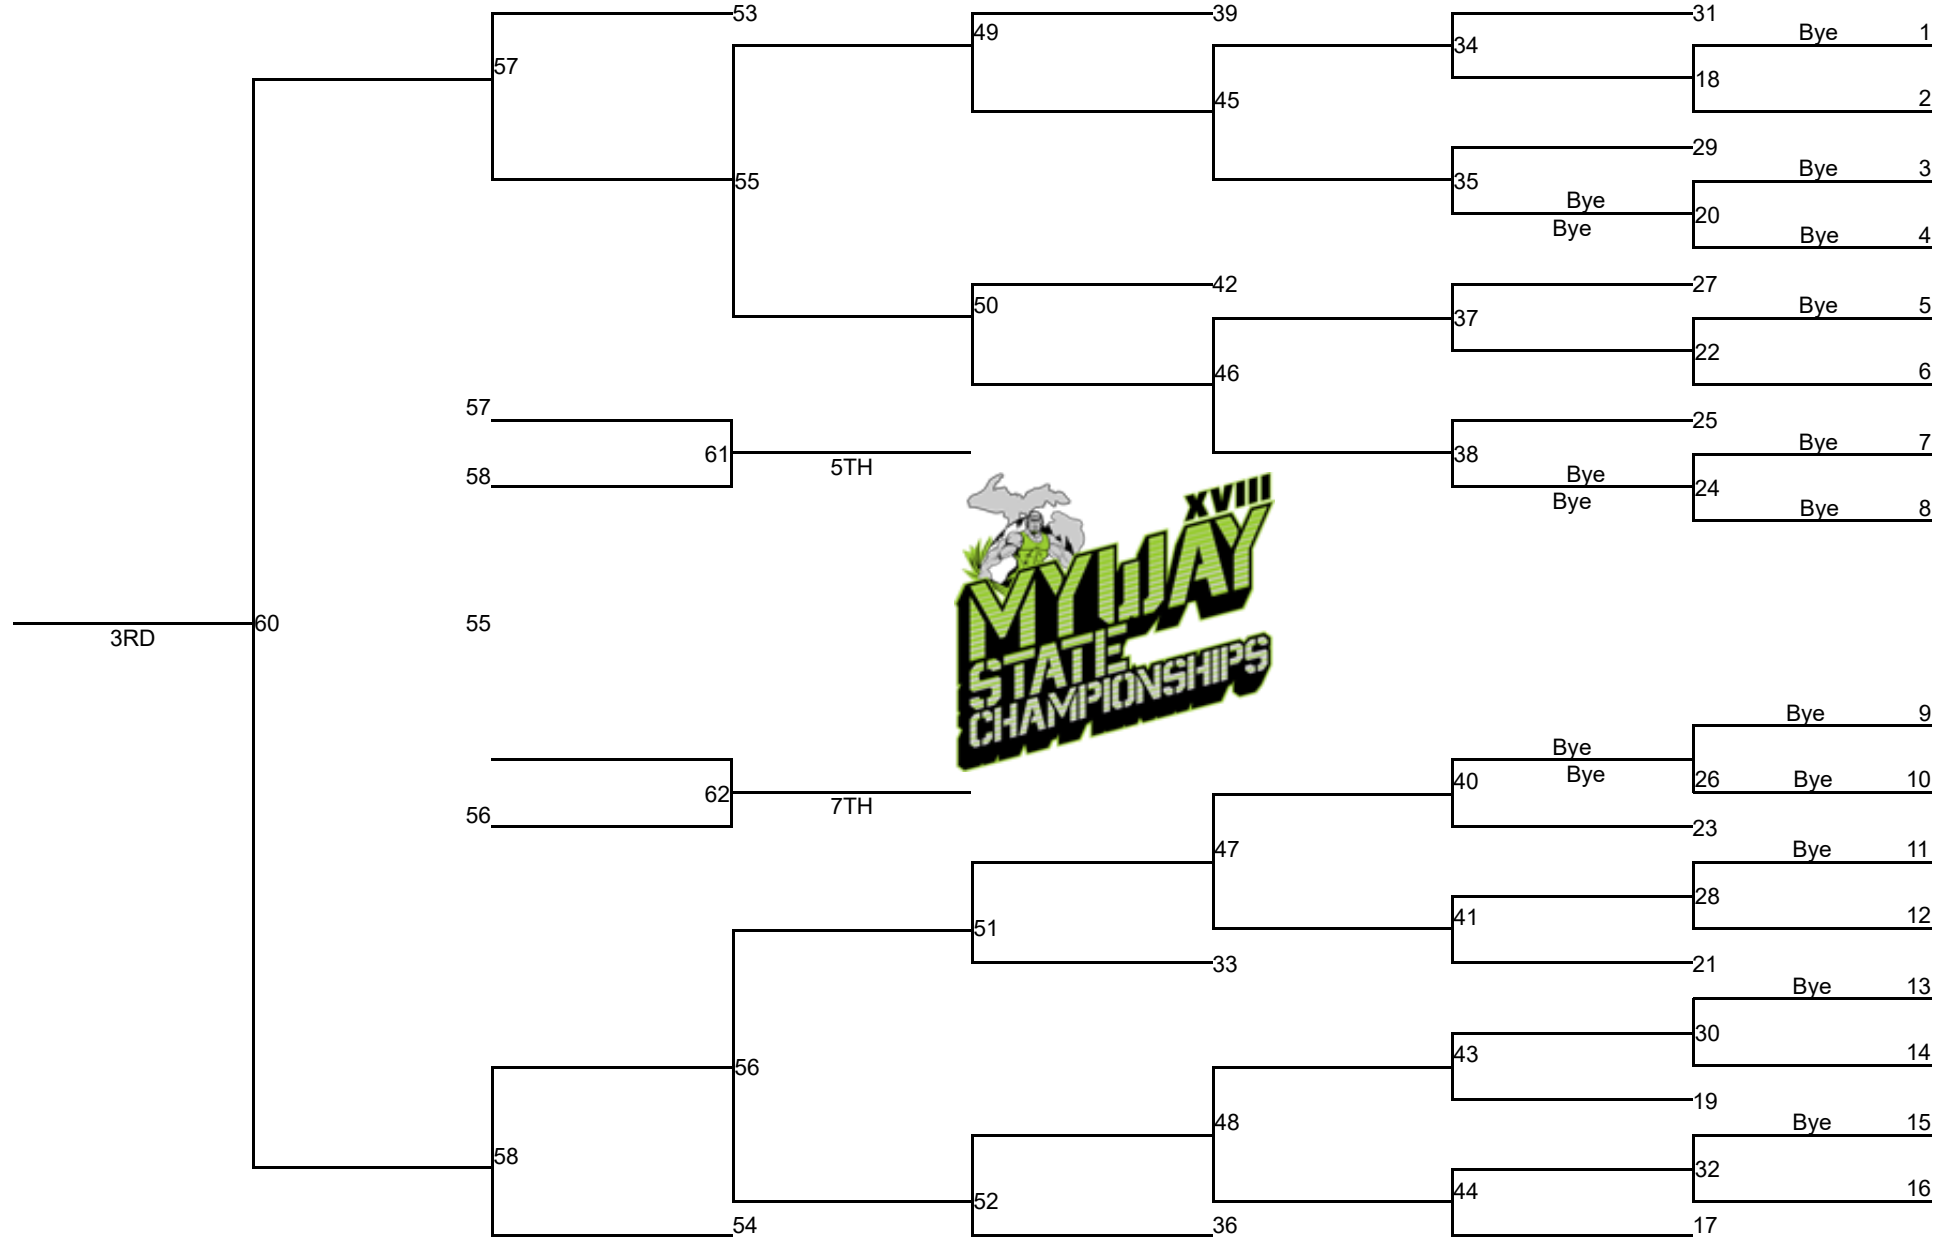 53
39
31
Bye 1
49
34
57
18
2
45
29
Bye 3
55
35
Bye
20
Bye
Bye 4
42
27
50
Bye 5
37
22
46
6
57
25
61
38
Bye 7
5TH
58
Bye
24
Bye
Bye 8
XVIII
MYWAY
STATE
CHAMPIONSHIPS
60
55
3RD
Bye 9
Bye
40
Bye
26
Bye 10
62
7TH
56
23
47
Bye 11
28
41
12
51
33
21
Bye 13
30
43
14
56
19
48
Bye 15
58
32
44
16
52
54
36
17